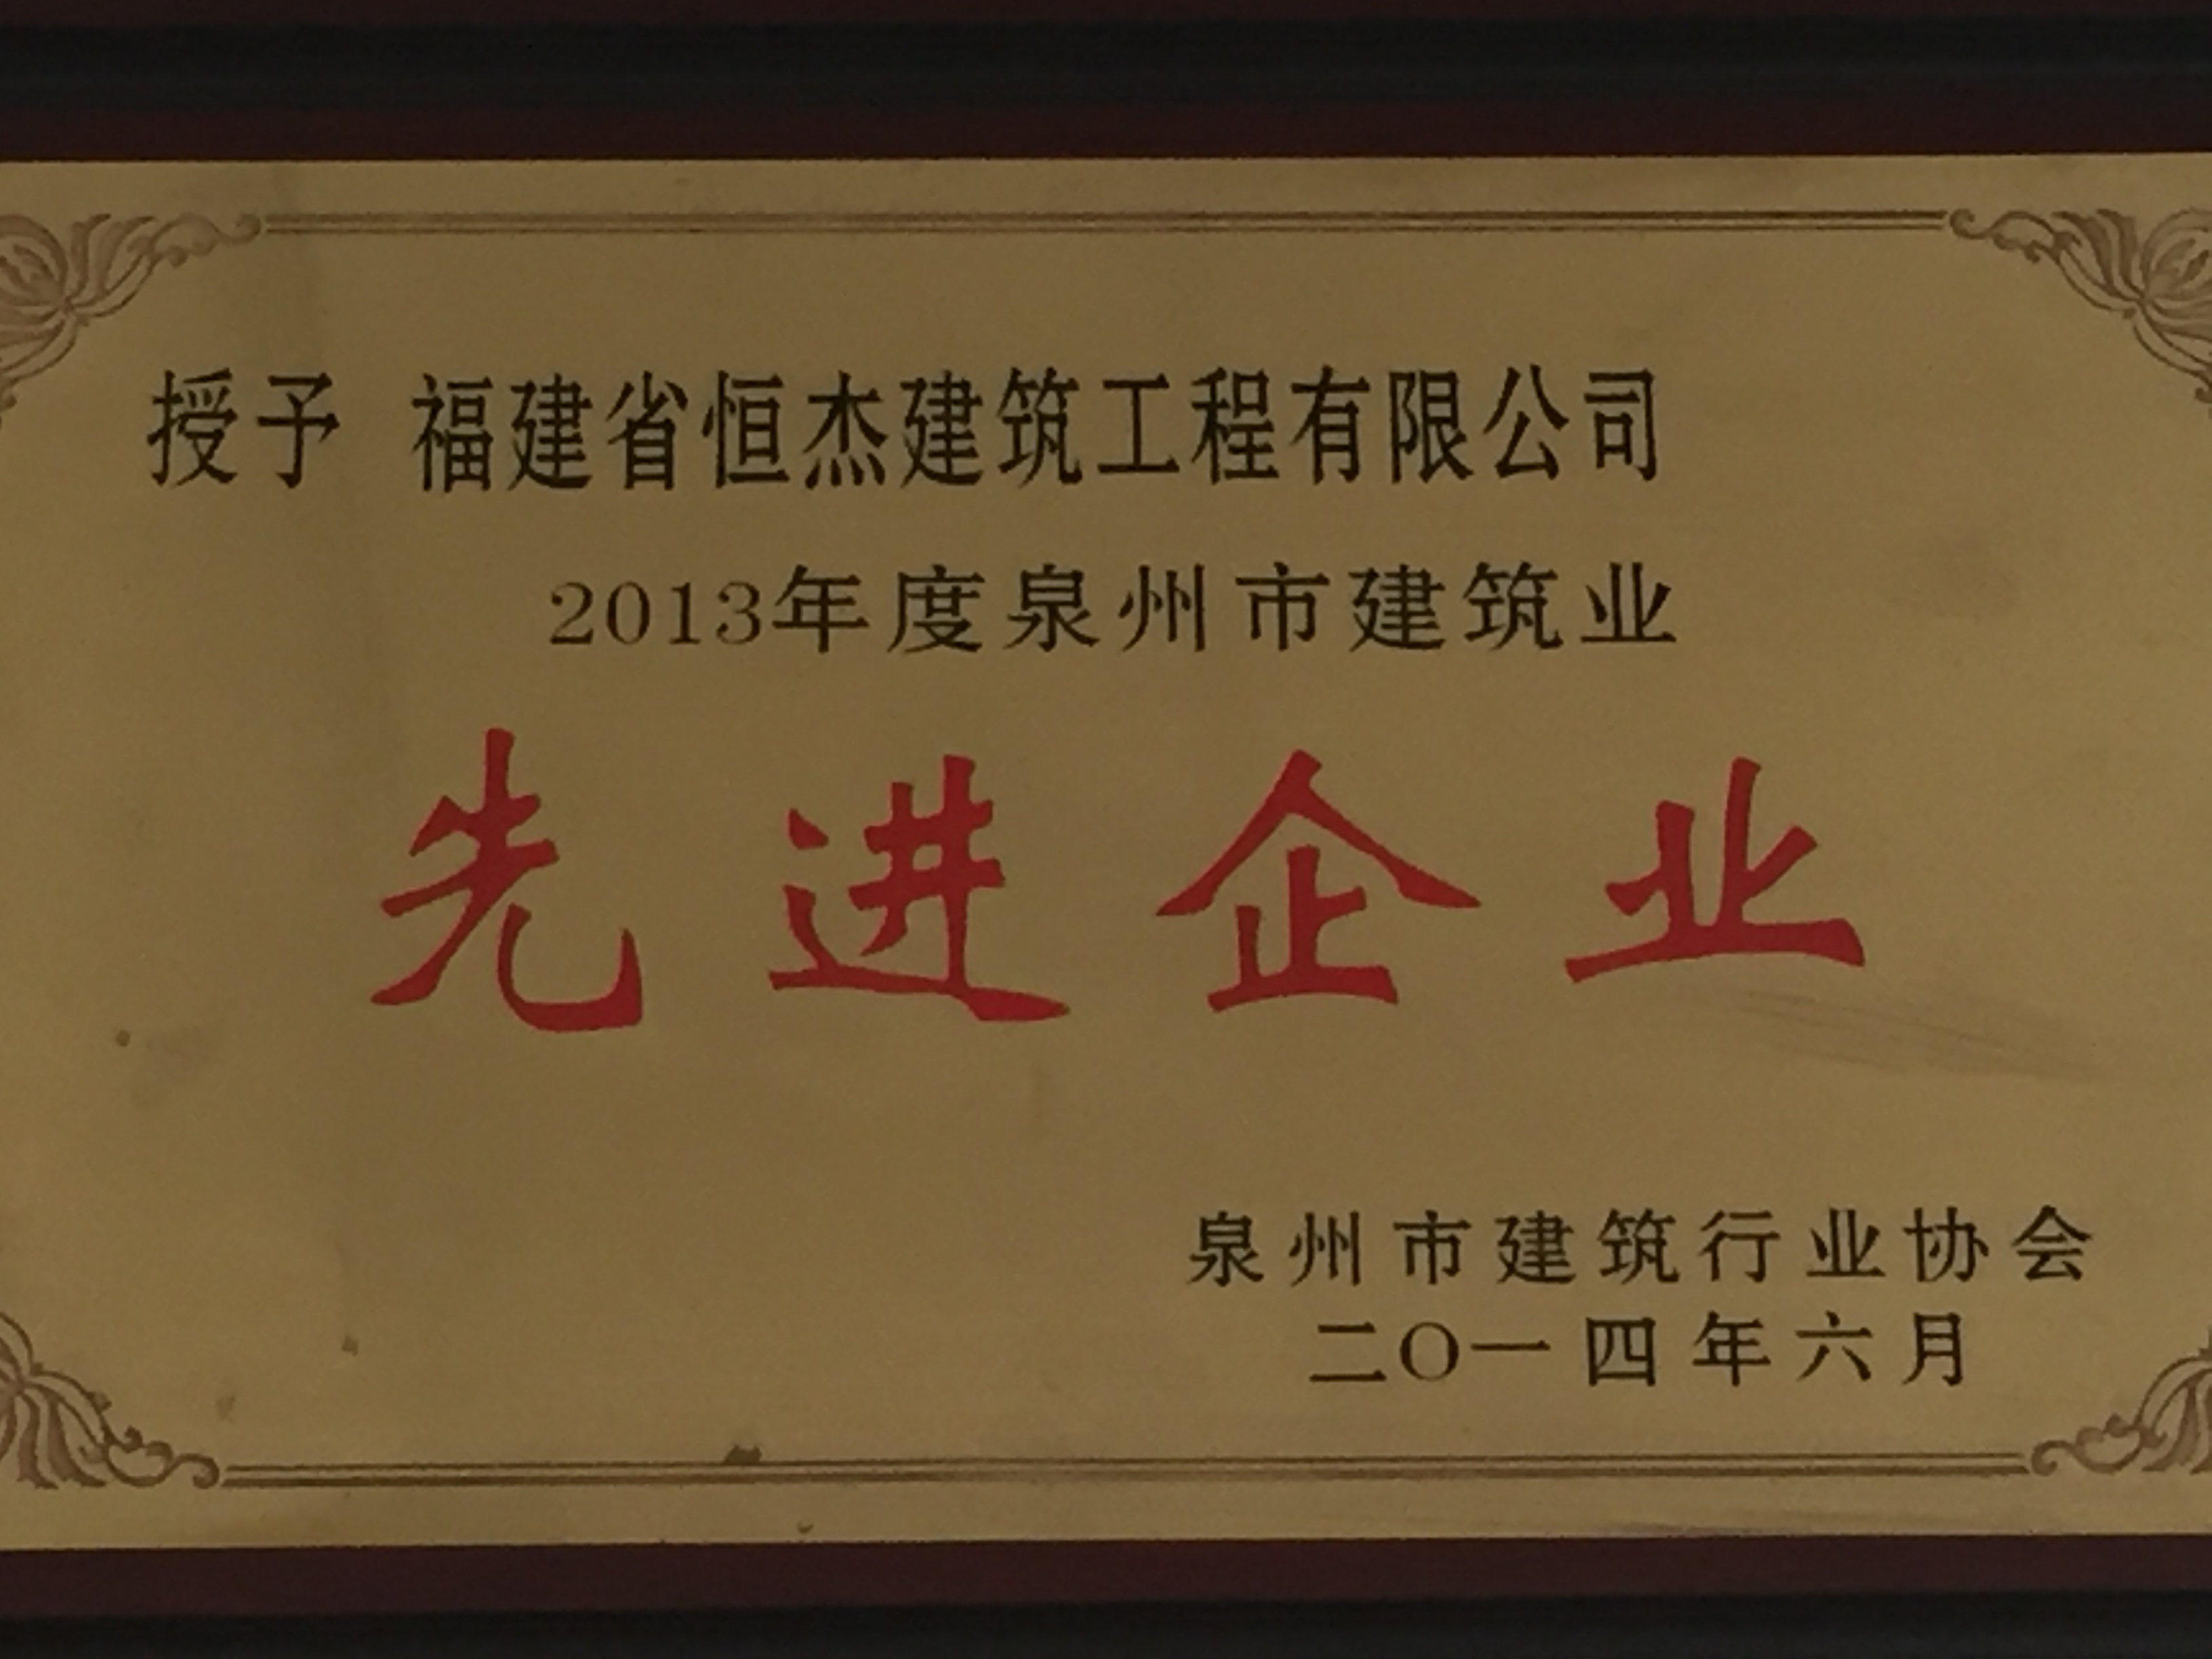 授予 福建省恒杰建筑工程有限公司
2013年度泉州市建筑业
先进企业
泉州市建筑行业协会
二〇一四年六月